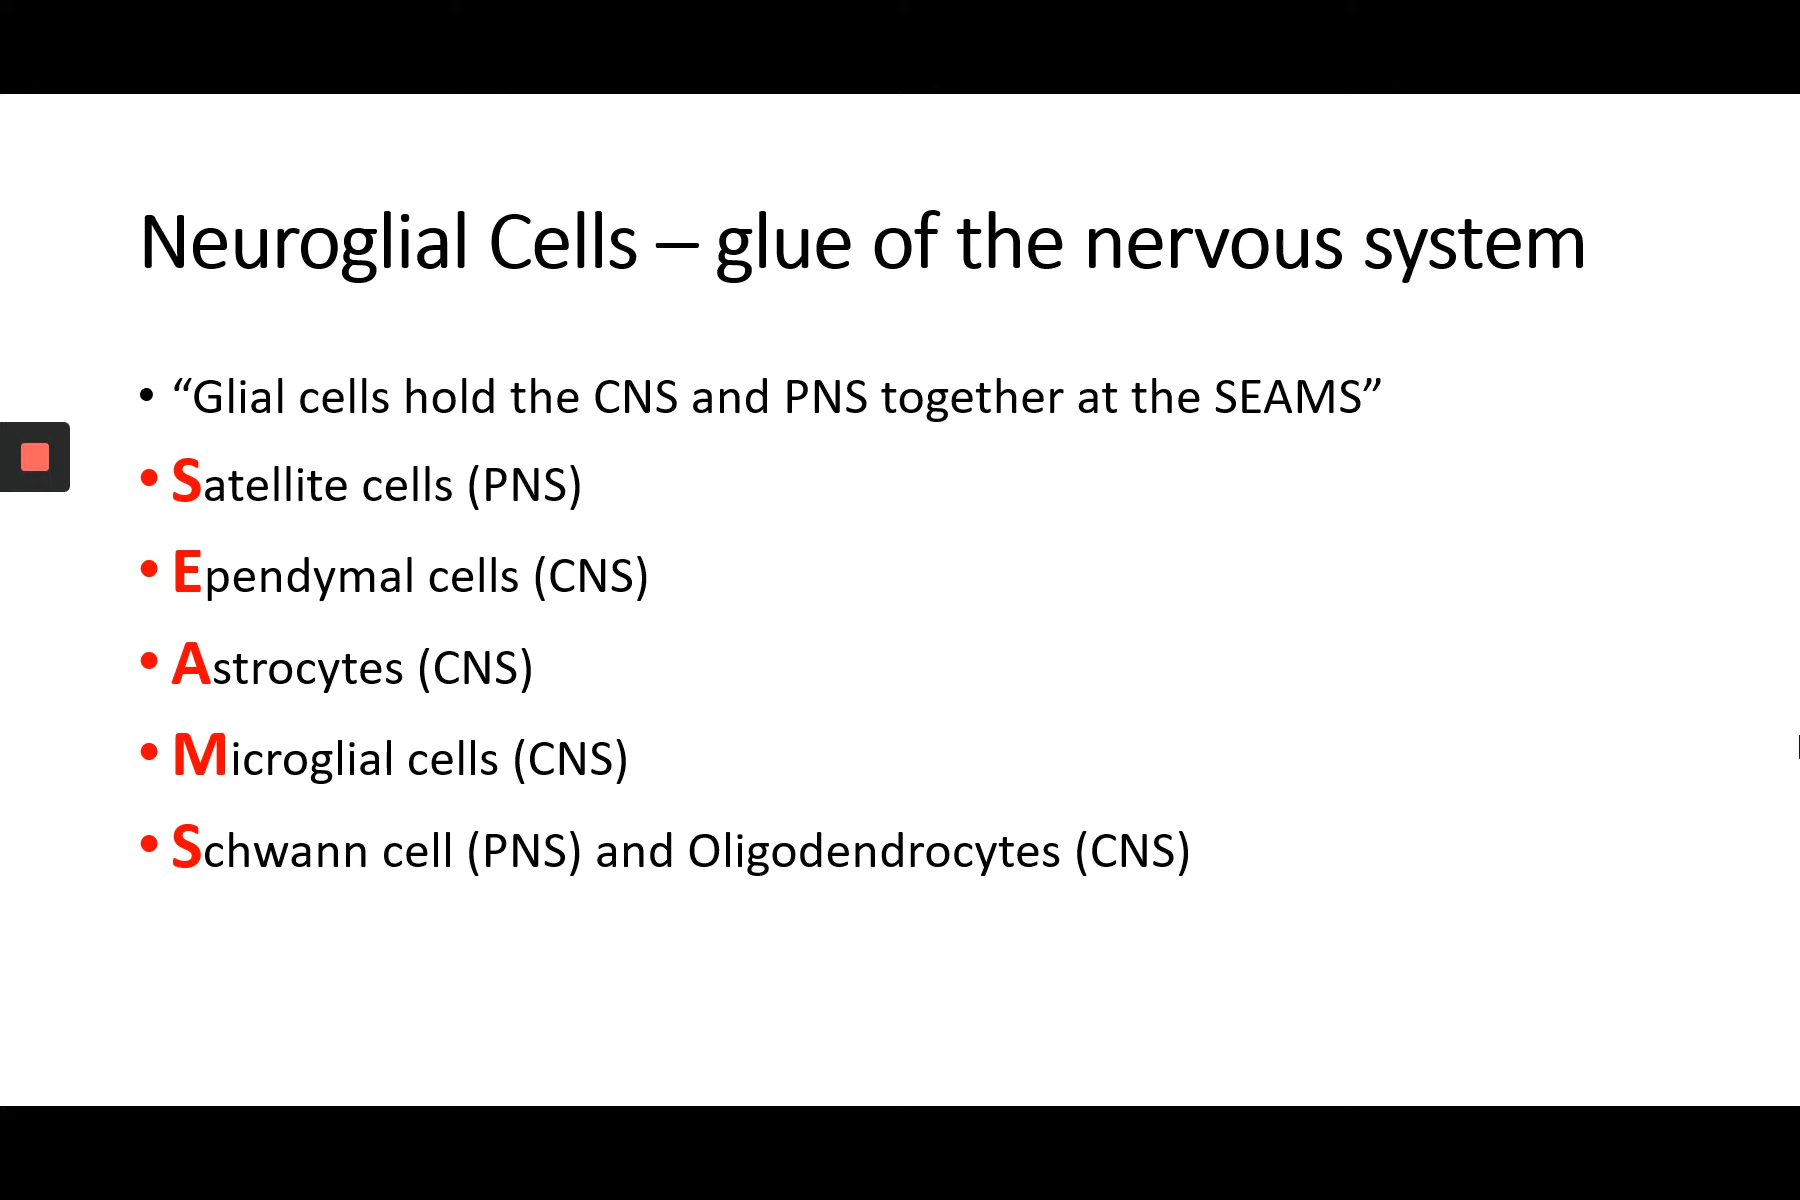 Neuroglial Cells – glue of the nervous system
• “Glial cells hold the CNS and PNS together at the SEAMS”
• Satellite cells (PNS)
• Ependymal cells (CNS)
• Astrocytes (CNS)
• Microglial cells (CNS)
• Schwann cell (PNS) and Oligodendrocytes (CNS)